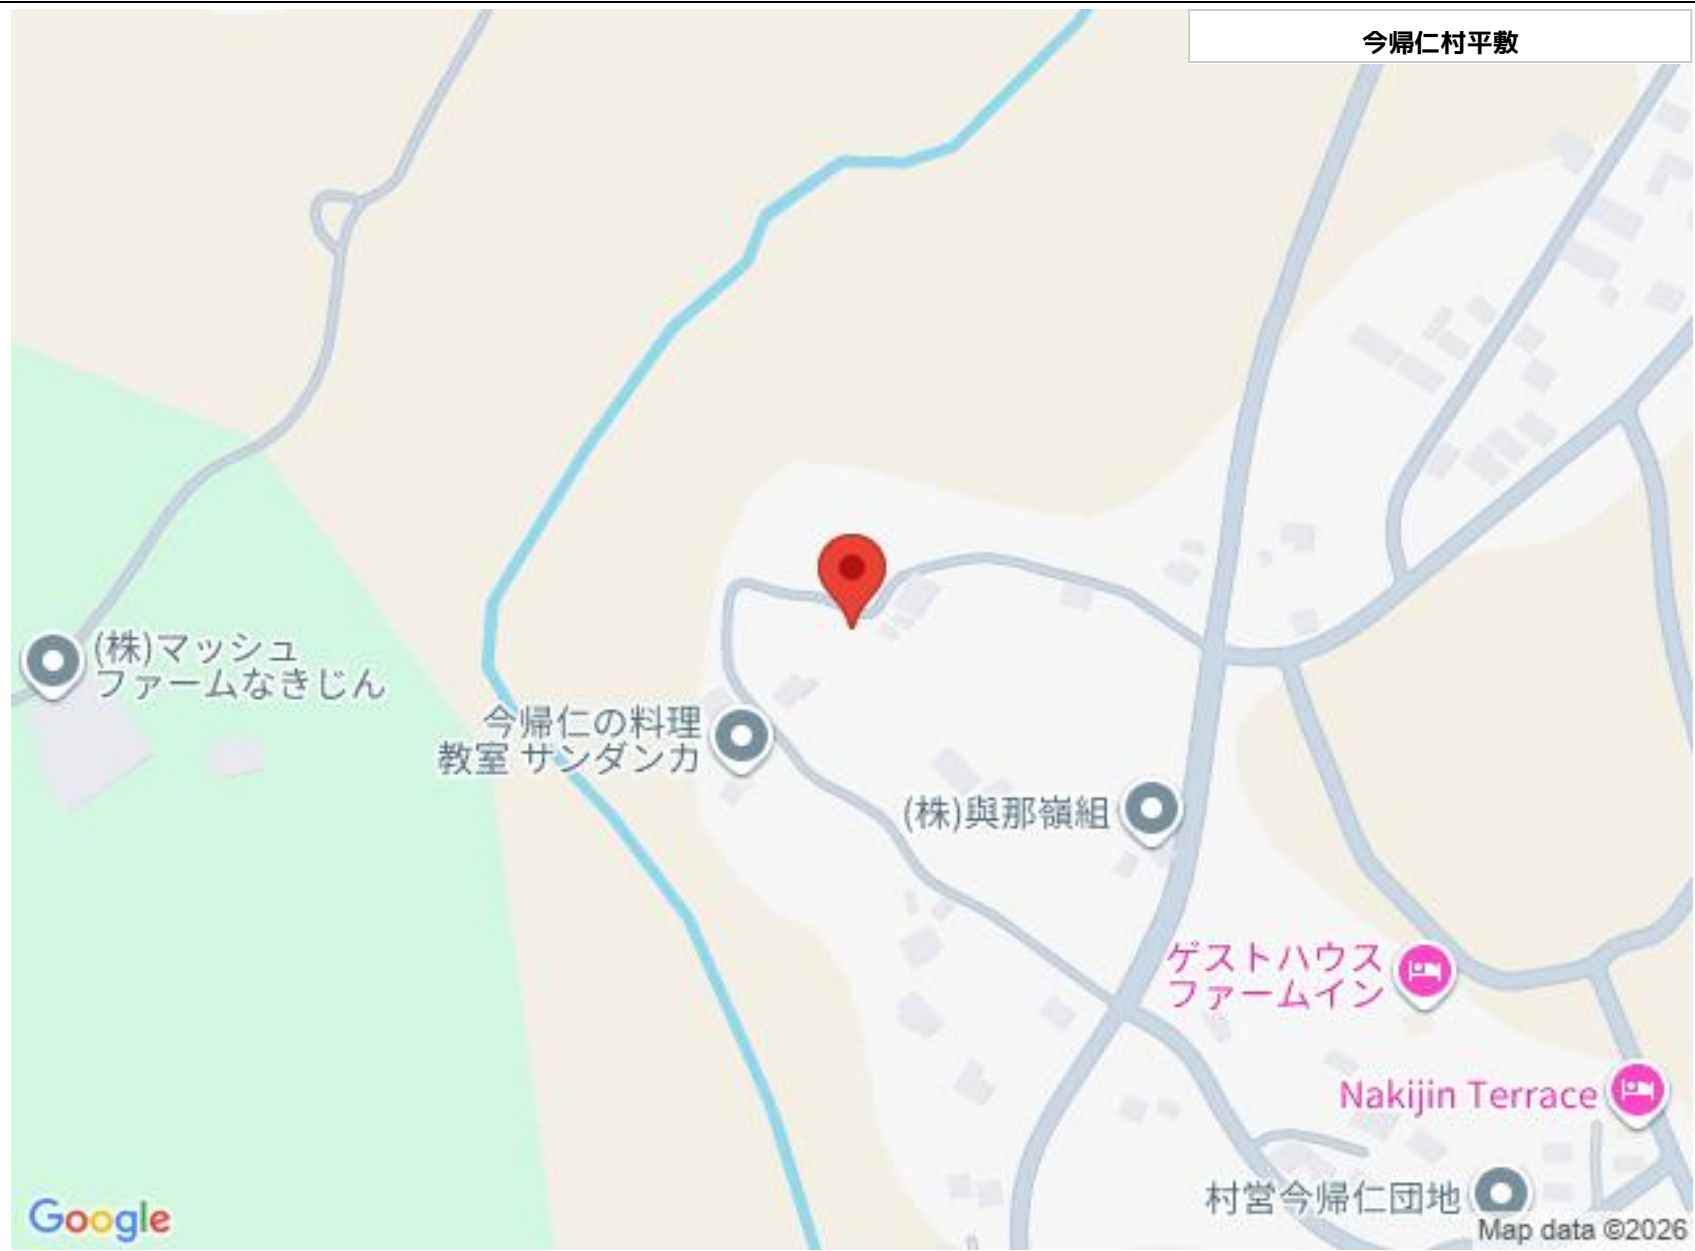 今帰仁村平敷
(株)マッシュ
ファームなきじん
今帰仁の料理
教室 サンダンカ
(株)與那嶺組
ゲストハウス
ファームイン
Nakijin Terrace
村営今帰仁団地
Google
Map data ©2026